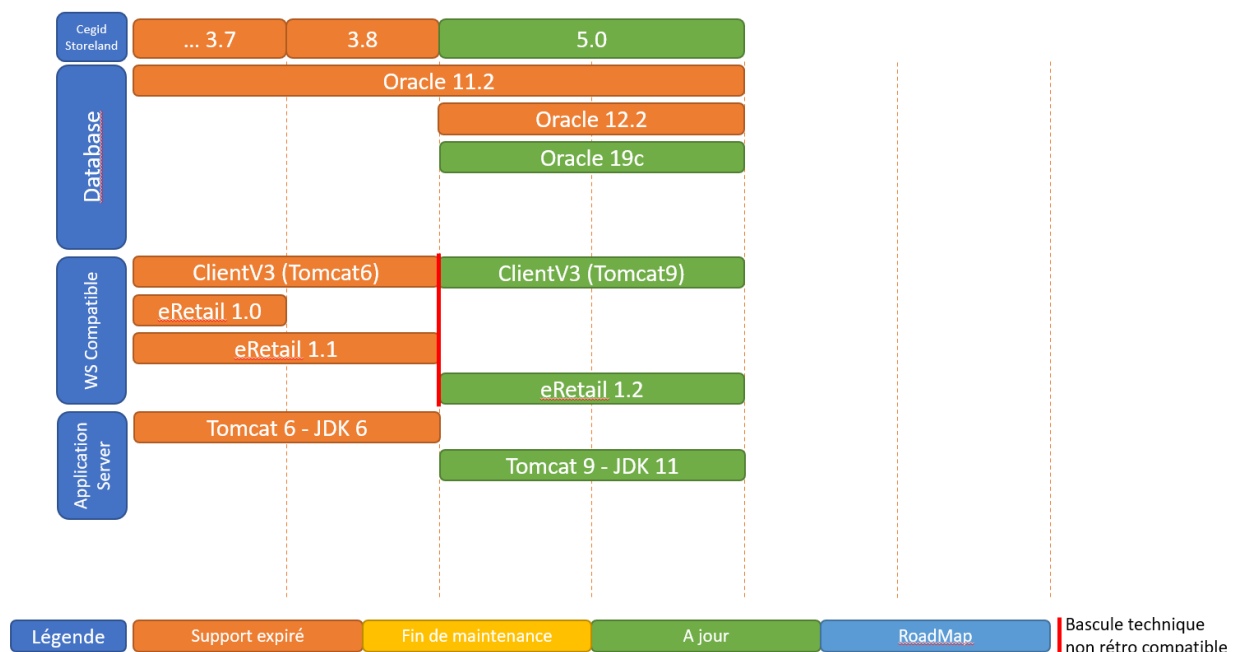 Cegid
Storeland
... 3.7
3.8
5.0
Database
Oracle 11.2
Oracle 12.2
Oracle 19c
WS Compatible
ClientV3 (Tomcat6)
ClientV3 (Tomcat9)
eRetail 1.0
eRetail 1.1
eRetail 1.2
Application
Server
Tomcat 6 - JDK 6
Tomcat 9 - JDK 11
Légende
Support expiré
Fin de maintenance
A jour
RoadMap
Bascule technique
non rétro compatible